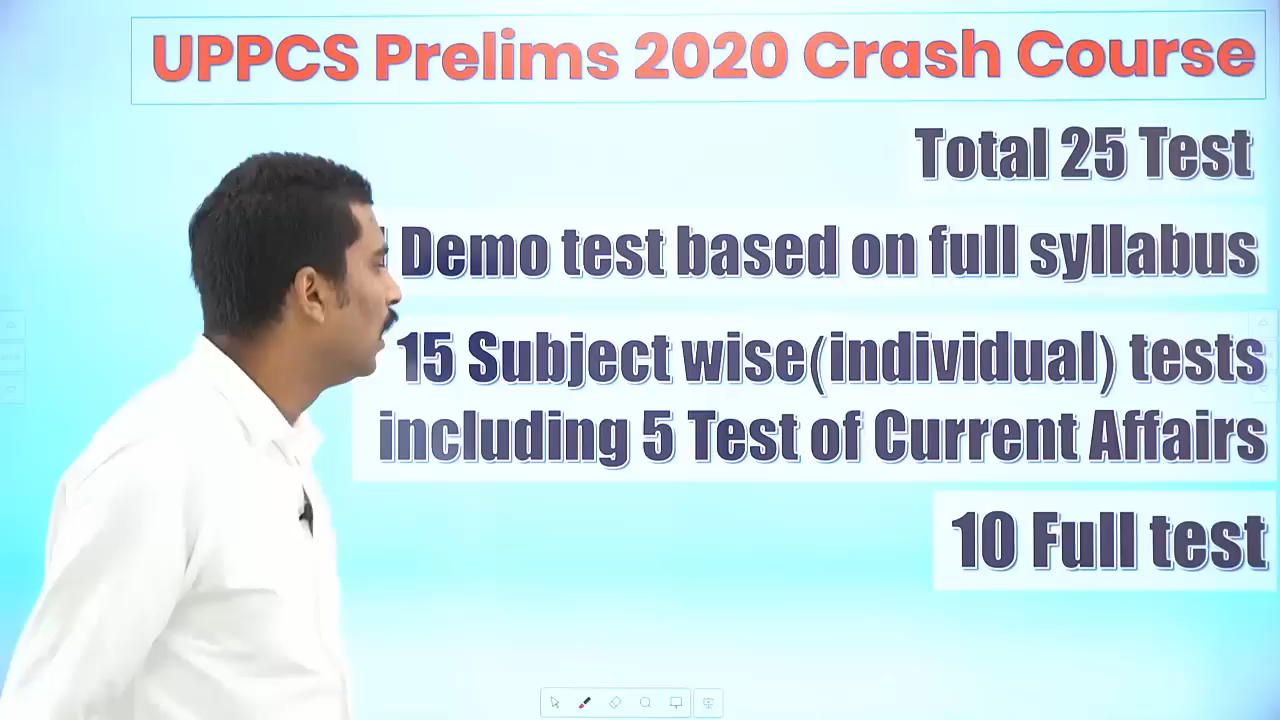 UPPCS Prelims 2020 Crash Course
Total 25 Test
Demo test based on full syllabus
15 Subject wise(individual) tests
including 5 Test of Current Affairs
10 Full test